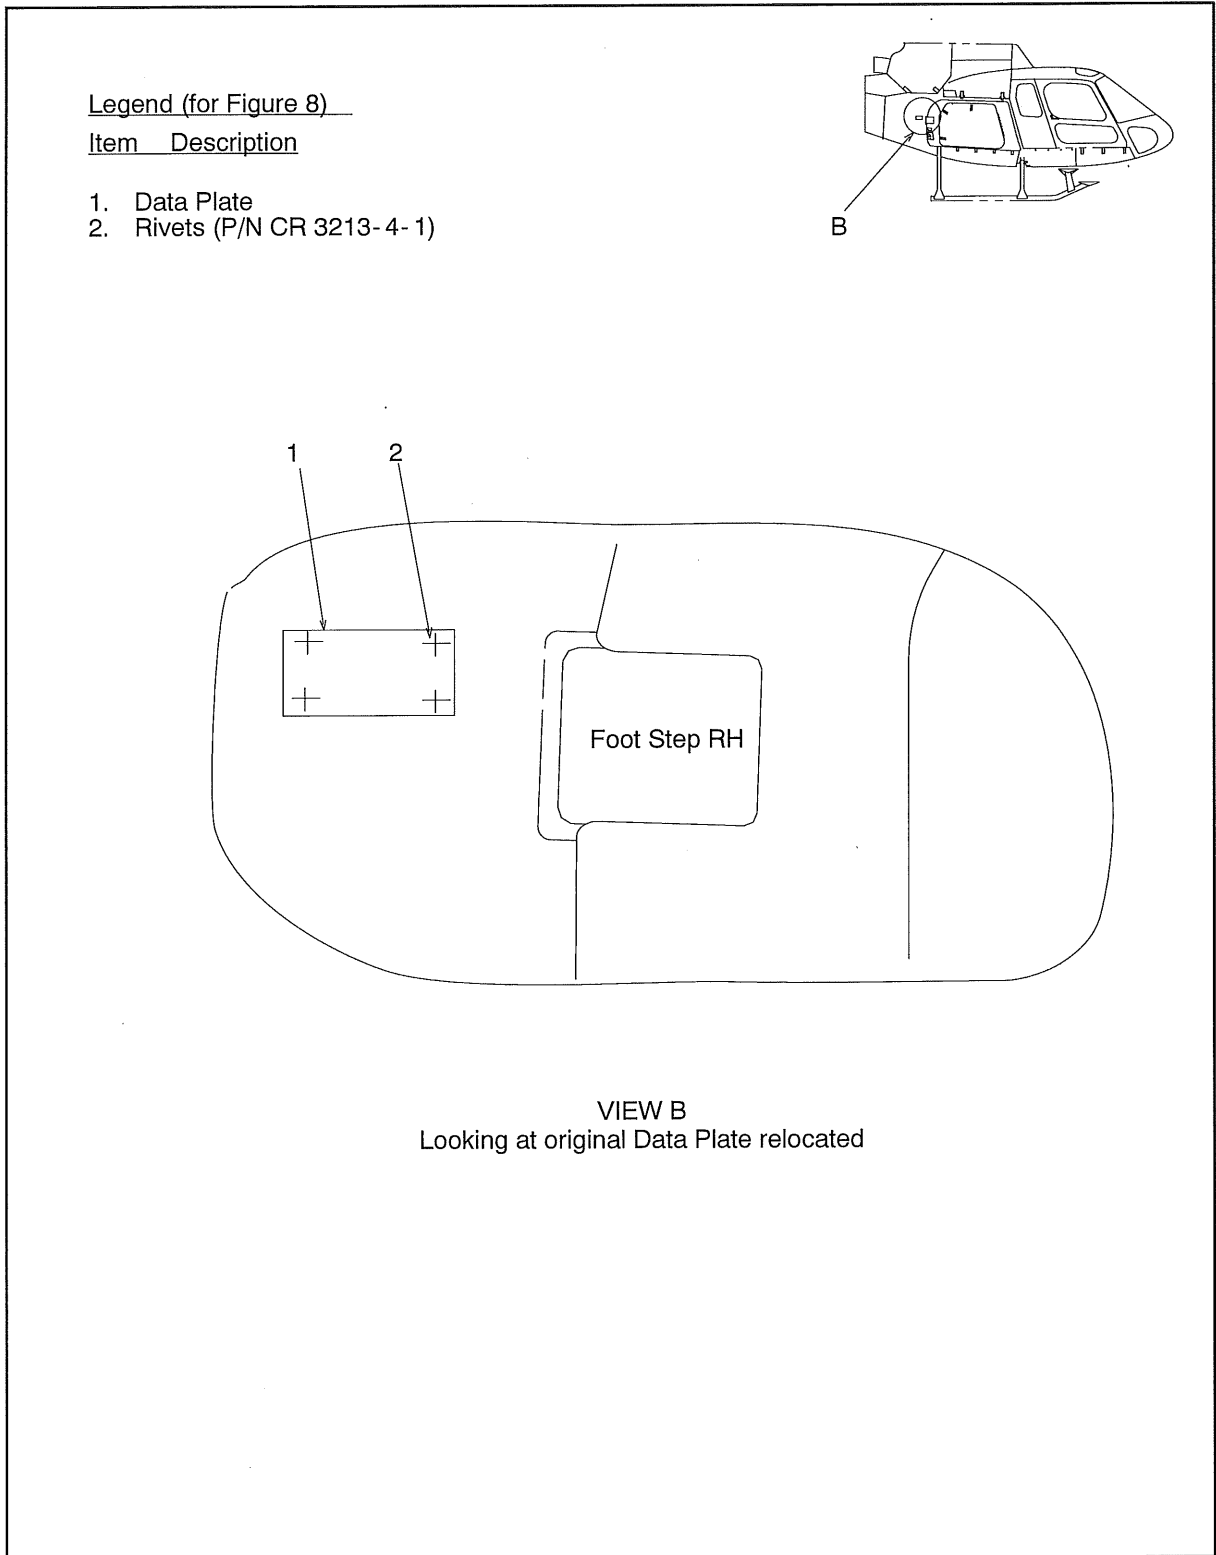 Legend (for Figure 8)
Item Description
1. Data Plate
2. Rivets (P/N CR 3213-4-1)
B
1 2
Foot Step RH
VIEW B
Looking at original Data Plate relocated